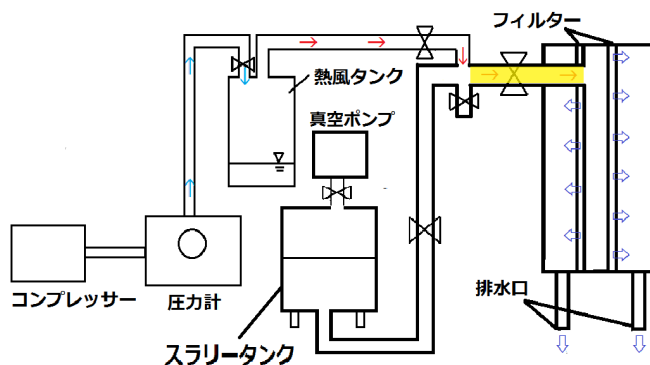 フィルター
熱風タンク
真空ポンプ
コンプレッサー
圧力計
排水口
スラリータンク